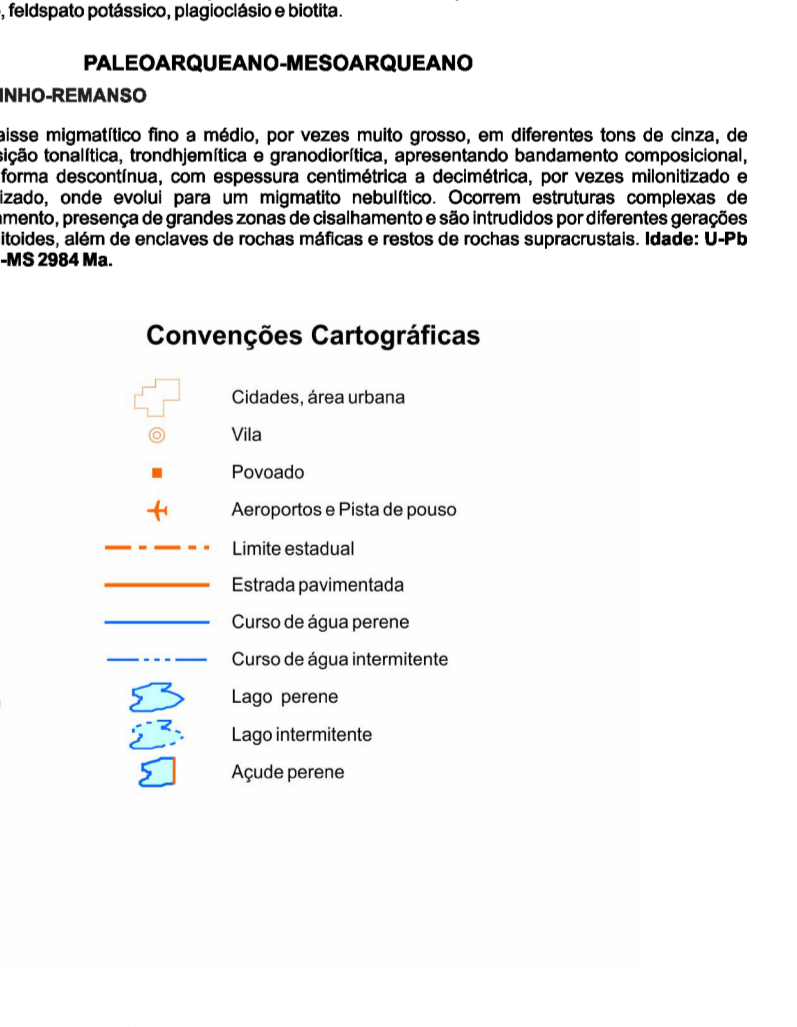 , feldspato potássico, plagioclásio e biotita.
PALEOARQUEANO-MESOARQUEANO
INHO-REMANSO
aisse migmatítico fino a médio, por vezes muito grosso, em diferentes tons de cinza, de
sição tonalítica, trondhjemítica e granodiorítica, apresentando bandamento composicional,
forma descontínua, com espessura centimétrica a decimétrica, por vezes milonitizado e
izado, onde evolui para um migmatito nebulítico. Ocorrem estruturas complexas de
amento, presença de grandes zonas de cisalhamento e são intrudidos por diferentes gerações
itoides, além de enclaves de rochas máficas e restos de rochas supracrustais. Idade: U-Pb
-MS 2984 Ma.
Convenções Cartográficas
Cidades, área urbana
Vila
Povoado
Aeroportos e Pista de pouso
Limite estadual
Estrada pavimentada
Curso de água perene
Curso de água intermitente
Lago perene
Lago intermitente
Açude perene